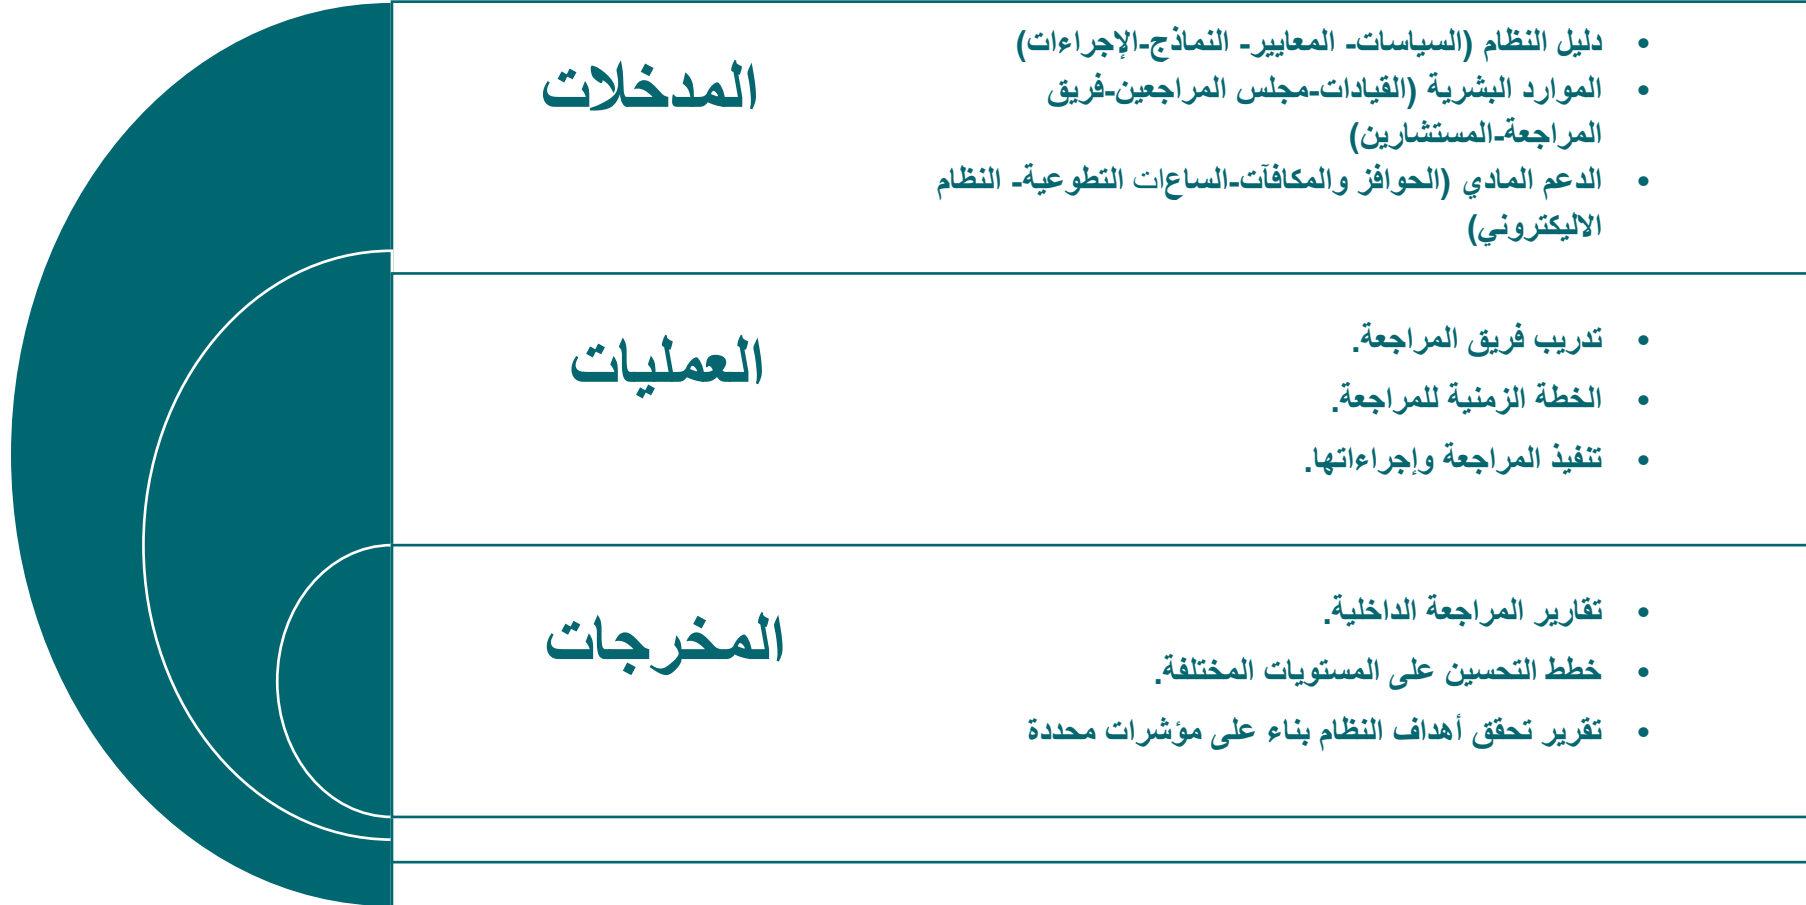 المدخلات
• دليل النظام (السياسات- المعايير- النماذج-الإجراءات)
• الموارد البشرية (القيادات-مجلس المراجعين-فريق
المراجعة-المستشارين)
• الدعم المادي (الحوافز والمكافآت-الساعات التطوعية- النظام
الاليكتروني)
العمليات
• تدريب فريق المراجعة.
• الخطة الزمنية للمراجعة.
• تنفيذ المراجعة وإجراءاتها.
المخرجات
• تقارير المراجعة الداخلية.
• خطط التحسين على المستويات المختلفة.
• تقرير تحقق أهداف النظام بناء على مؤشرات محددة